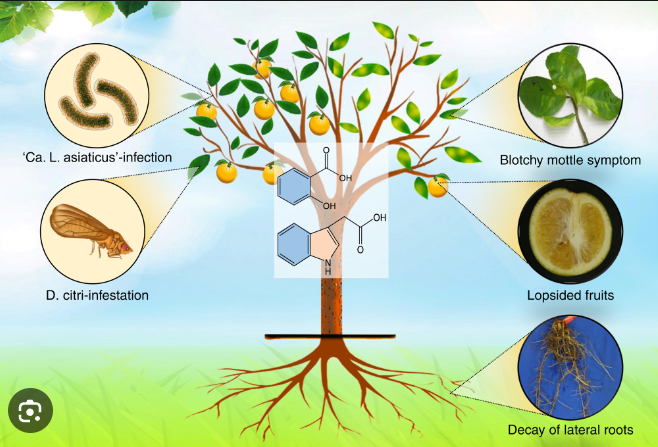 'Ca. L. asiaticus'-infection
Blotchy mottle symptom
O
OH
OH
OH
O
N
H
D. citri-infestation
Lopsided fruits
Decay of lateral roots